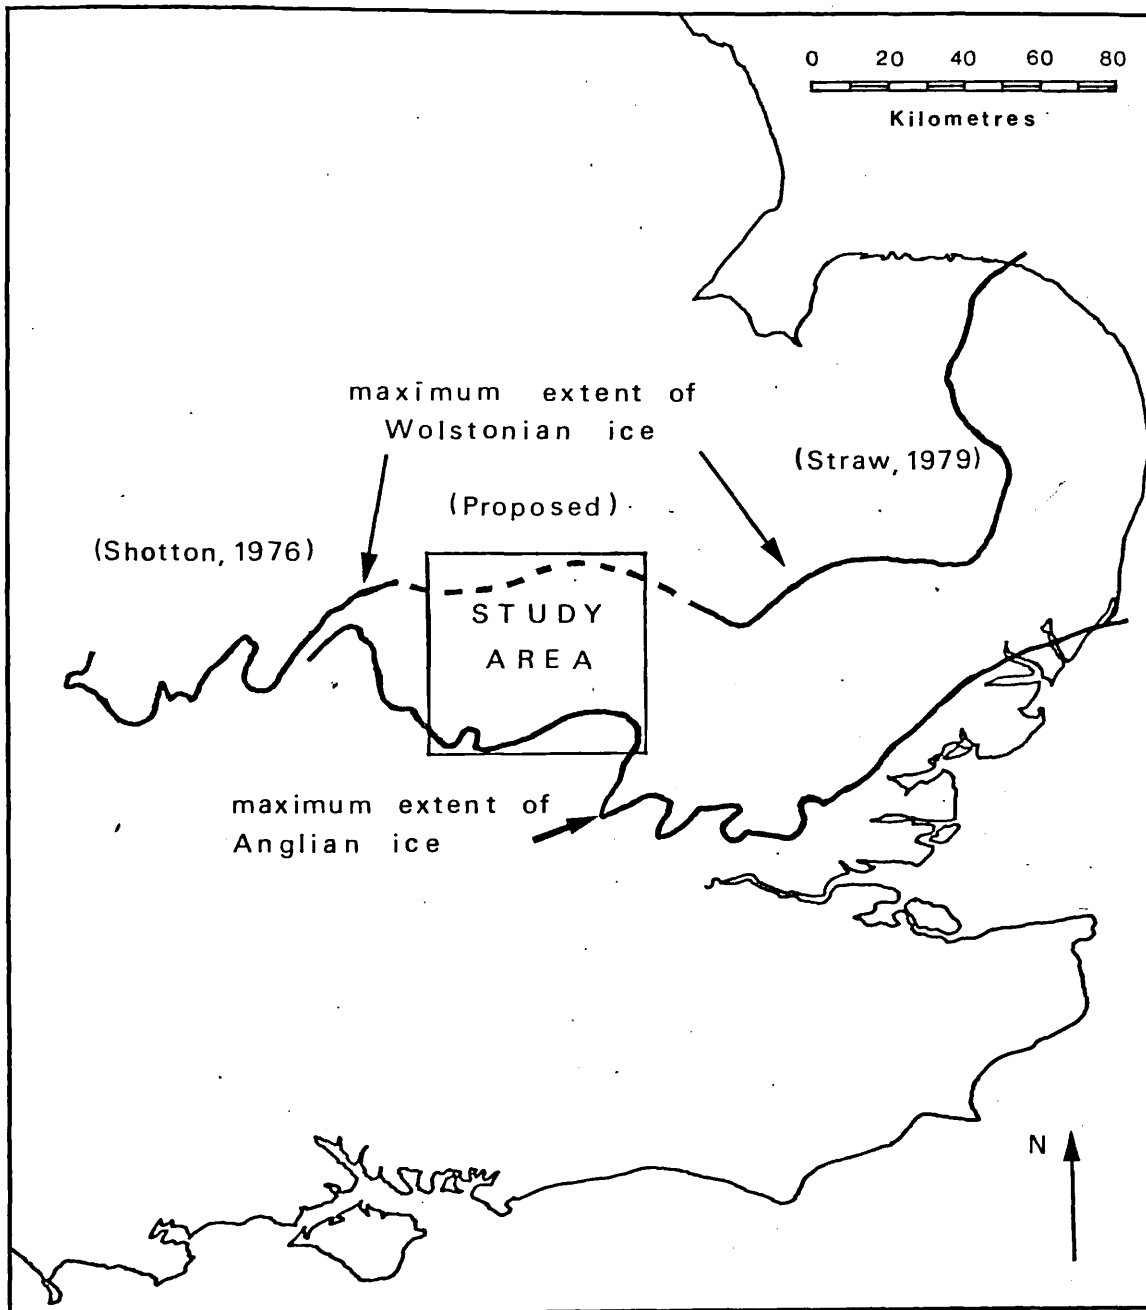 0 20 40 60 80
Kilometres
maximum extent of
Wolstonian ice
(Straw, 1979)
(Proposed)
(Shotton, 1976)
STUDY
AREA
maximum extent of
Anglian ice
N